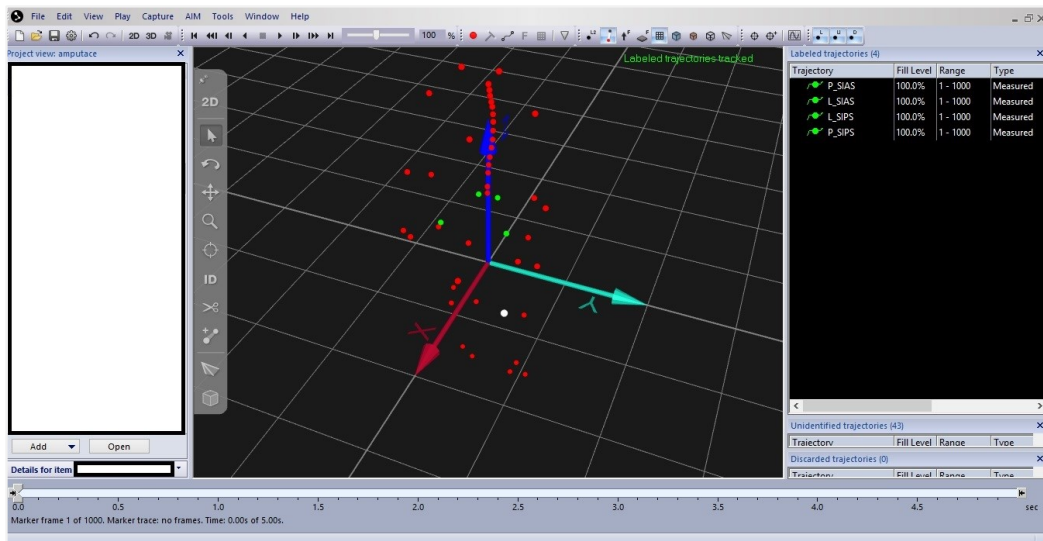 File Edit View Play Capture AIM Tools Window Help
2D 3D 100 %
Project view: amputace
Labeled trajectories tracked
2D
ID
X
Y
Add Open
Details for item
Labeled trajectories (4)
Trajectory Fill Level Range Type
P_SIAS 100.0% 1 - 1000 Measured
L_SIAS 100.0% 1 - 1000 Measured
L_SIPS 100.0% 1 - 1000 Measured
P_SIPS 100.0% 1 - 1000 Measured
Unidentified trajectories (43)
Trajectory Fill Level Range Type
Discarded trajectories (0)
Trajectory Fill Level Range Type
0.0 0.5 1.0 1.5 2.0 2.5 3.0 3.5 4.0 4.5 sec
Marker frame 1 of 1000. Marker trace: no frames. Time: 0.00s of 5.00s.